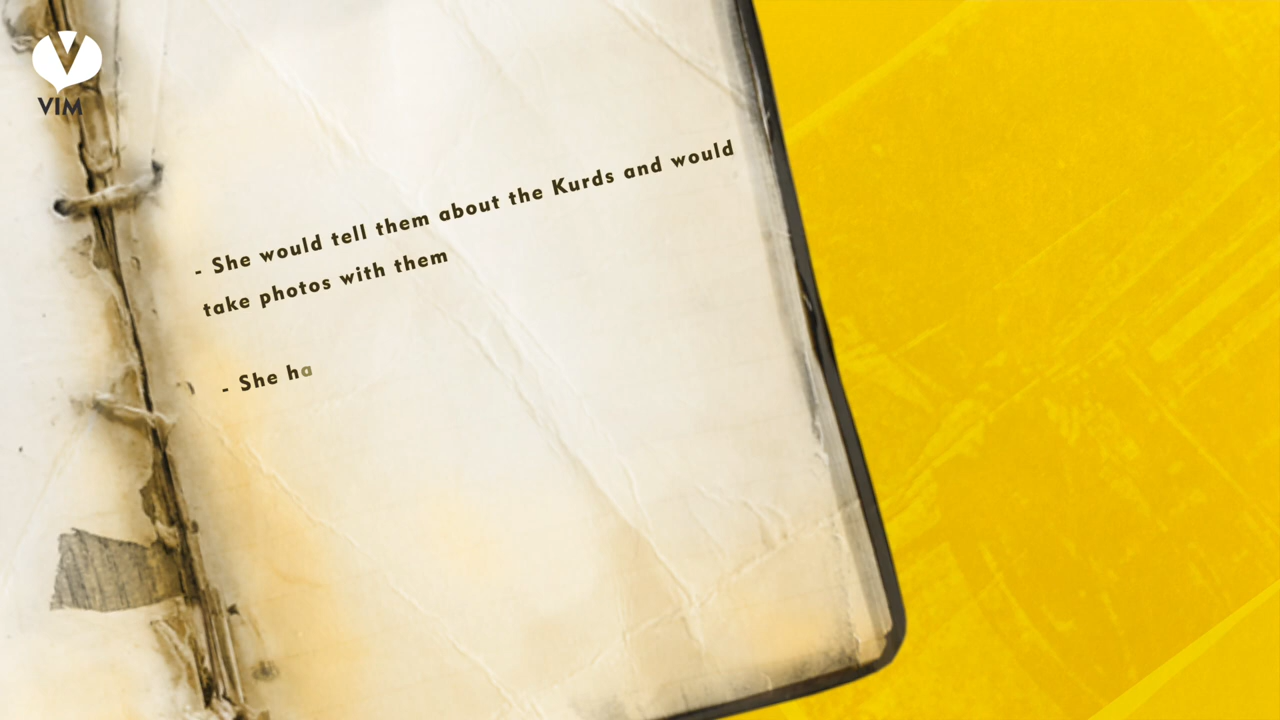 VIM
- She would tell them about the Kurds and would
take photos with them
- She ha